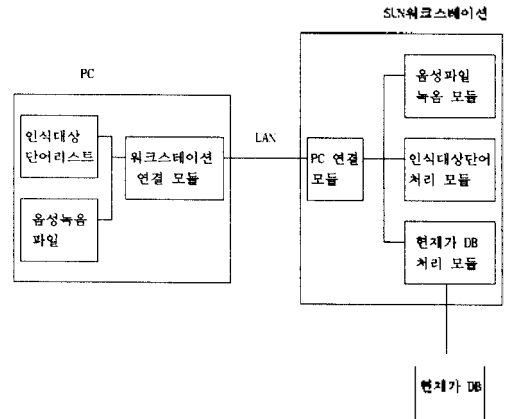 SUN워크스테이션
PC
인식대상
단어리스트
음성녹음
파일
워크스테이션
연결 모듈
LAN
PC 연결
모듈
음성파일
녹음 모듈
인식대상단어
처리 모듈
현재가 DB
처리 모듈
현재가 DB